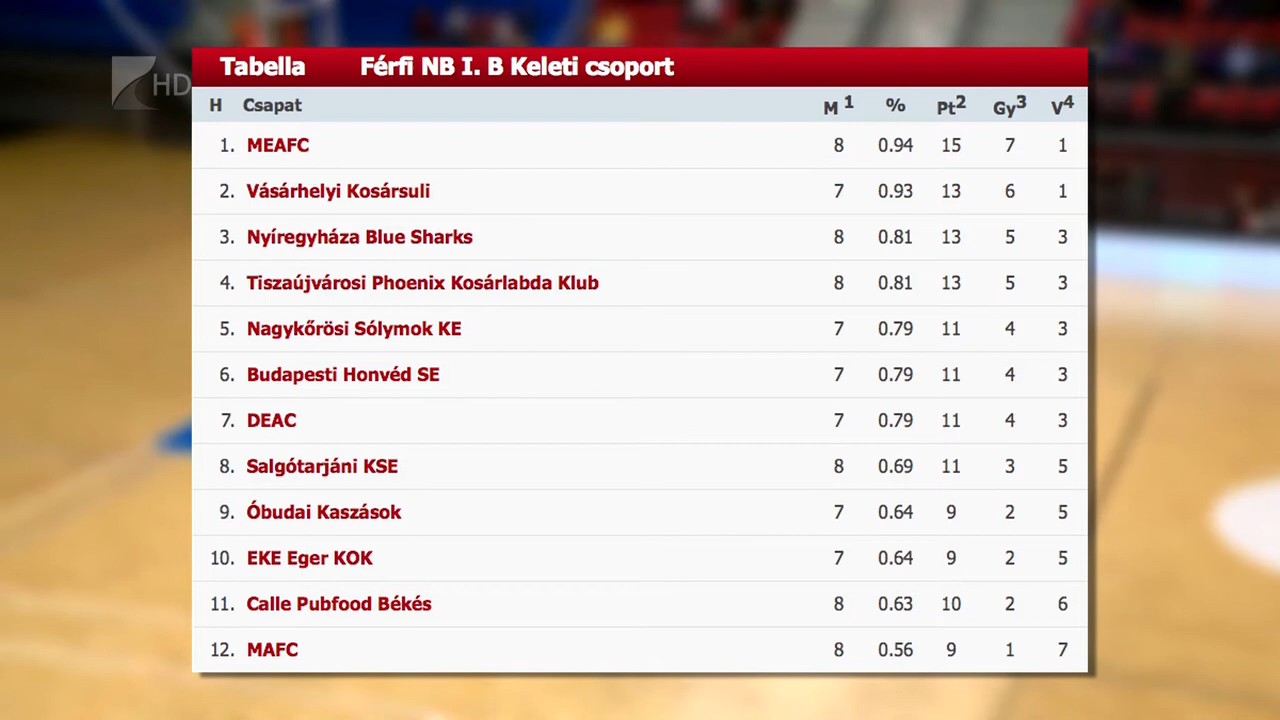 HD
Tabella Férfi NB I. B Keleti csoport
H Csapat M 1 % Pt2 Gy3 V4
1. MEAFC 8 0.94 15 7 1
2. Vásárhelyi Kosársuli 7 0.93 13 6 1
3. Nyíregyháza Blue Sharks 8 0.81 13 5 3
4. Tiszaújvárosi Phoenix Kosárlabda Klub 8 0.81 13 5 3
5. Nagykőrösi Sólymok KE 7 0.79 11 4 3
6. Budapesti Honvéd SE 7 0.79 11 4 3
7. DEAC 7 0.79 11 4 3
8. Salgótarjáni KSE 8 0.69 11 3 5
9. Óbudai Kaszások 7 0.64 9 2 5
10. EKE Eger KOK 7 0.64 9 2 5
11. Calle Pubfood Békés 8 0.63 10 2 6
12. MAFC 8 0.56 9 1 7